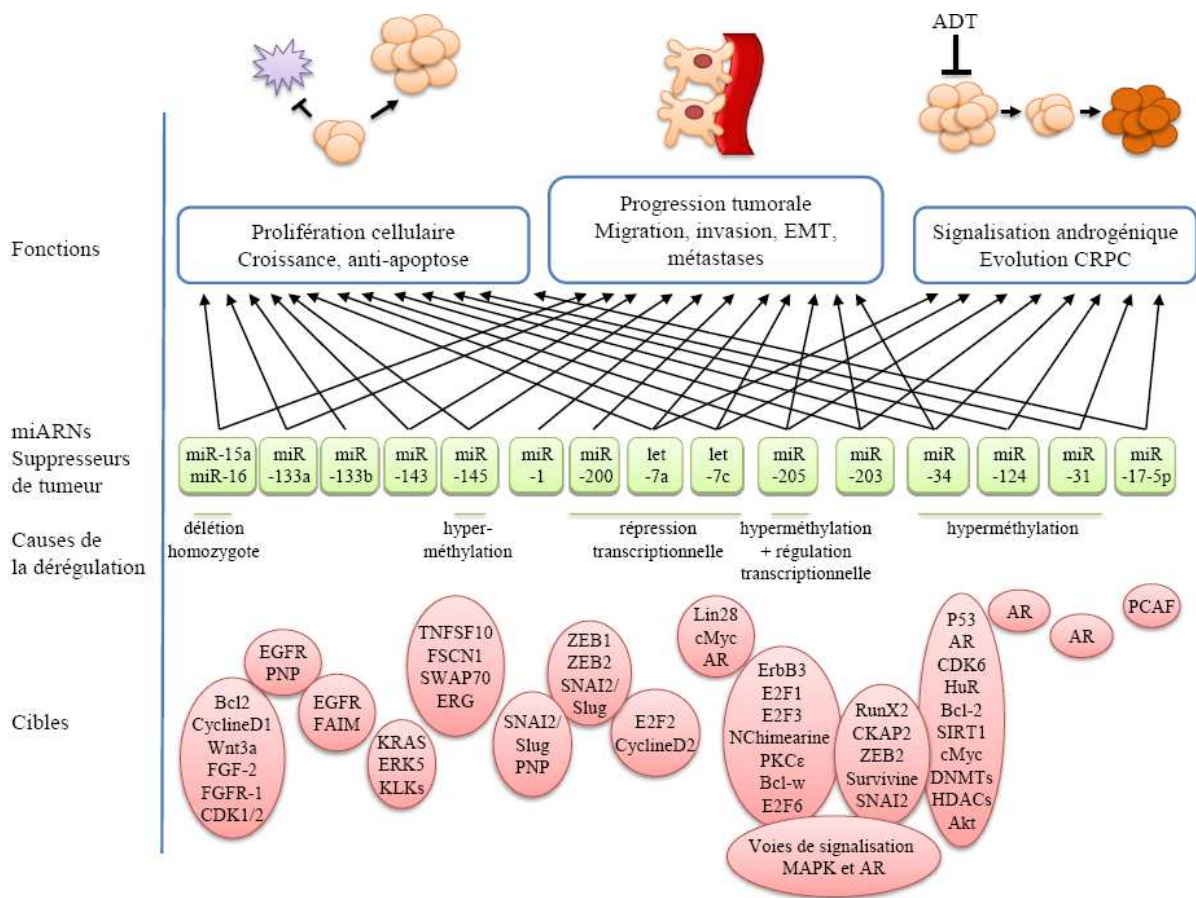 ADT
Fonctions
Prolifération cellulaire
Croissance, anti-apoptose
Progression tumorale
Migration, invasion, EMT,
métastases
Signalisation androgénique
Evolution CRPC
miARNs
Suppresseurs
de tumeur
miR-15a
miR-16
miR
-133a
miR
-133b
miR
-143
miR
-145
miR
-1
miR
-200
let
-7a
let
-7c
miR
-205
miR
-203
miR
-34
miR
-124
miR
-31
miR
-17-5p
Causes de
la dérégulation
délétion
homozygote
hyper-
méthylation
répression
transcriptionnelle
hyperméthylation
+ régulation
transcriptionnelle
hyperméthylation
Cibles
Bcl2
CyclineD1
Wnt3a
FGF-2
FGFR-1
CDK1/2
EGFR
PNP
EGFR
FAIM
KRAS
ERK5
KLKs
TNFSF10
FSCN1
SWAP70
ERG
SNAI2/
Slug
PNP
ZEB1
ZEB2
SNAI2/
Slug
E2F2
CyclineD2
Lin28
cMyc
AR
ErbB3
E2F1
E2F3
NChimearine
PKCε
Bcl-w
E2F6
RunX2
CKAP2
ZEB2
Survivine
SNAI2
Voies de signalisation
MAPK et AR
P53
AR
CDK6
HuR
Bcl-2
SIRT1
cMyc
DNMTs
HDACs
Akt
AR
AR
PCAF